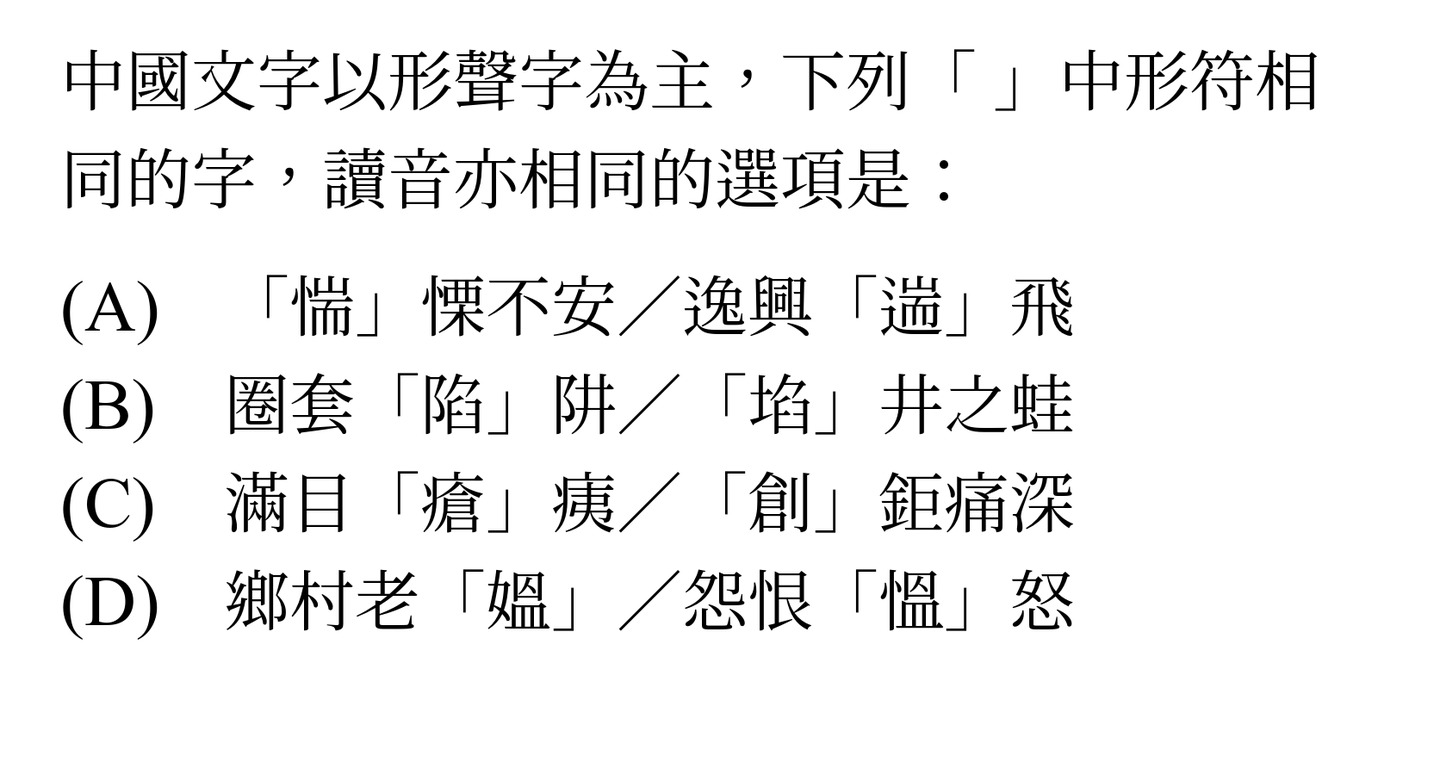 中國文字以形聲字為主，下列「 」中形符相
同的字，讀音亦相同的選項是：
(A) 「惴」慄不安／逸興「遄」飛
(B) 圈套「陷」阱／「埳」井之蛙
(C) 滿目「瘡」痍／「創」鉅痛深
(D) 鄉村老「媼」／怨恨「慍」怒